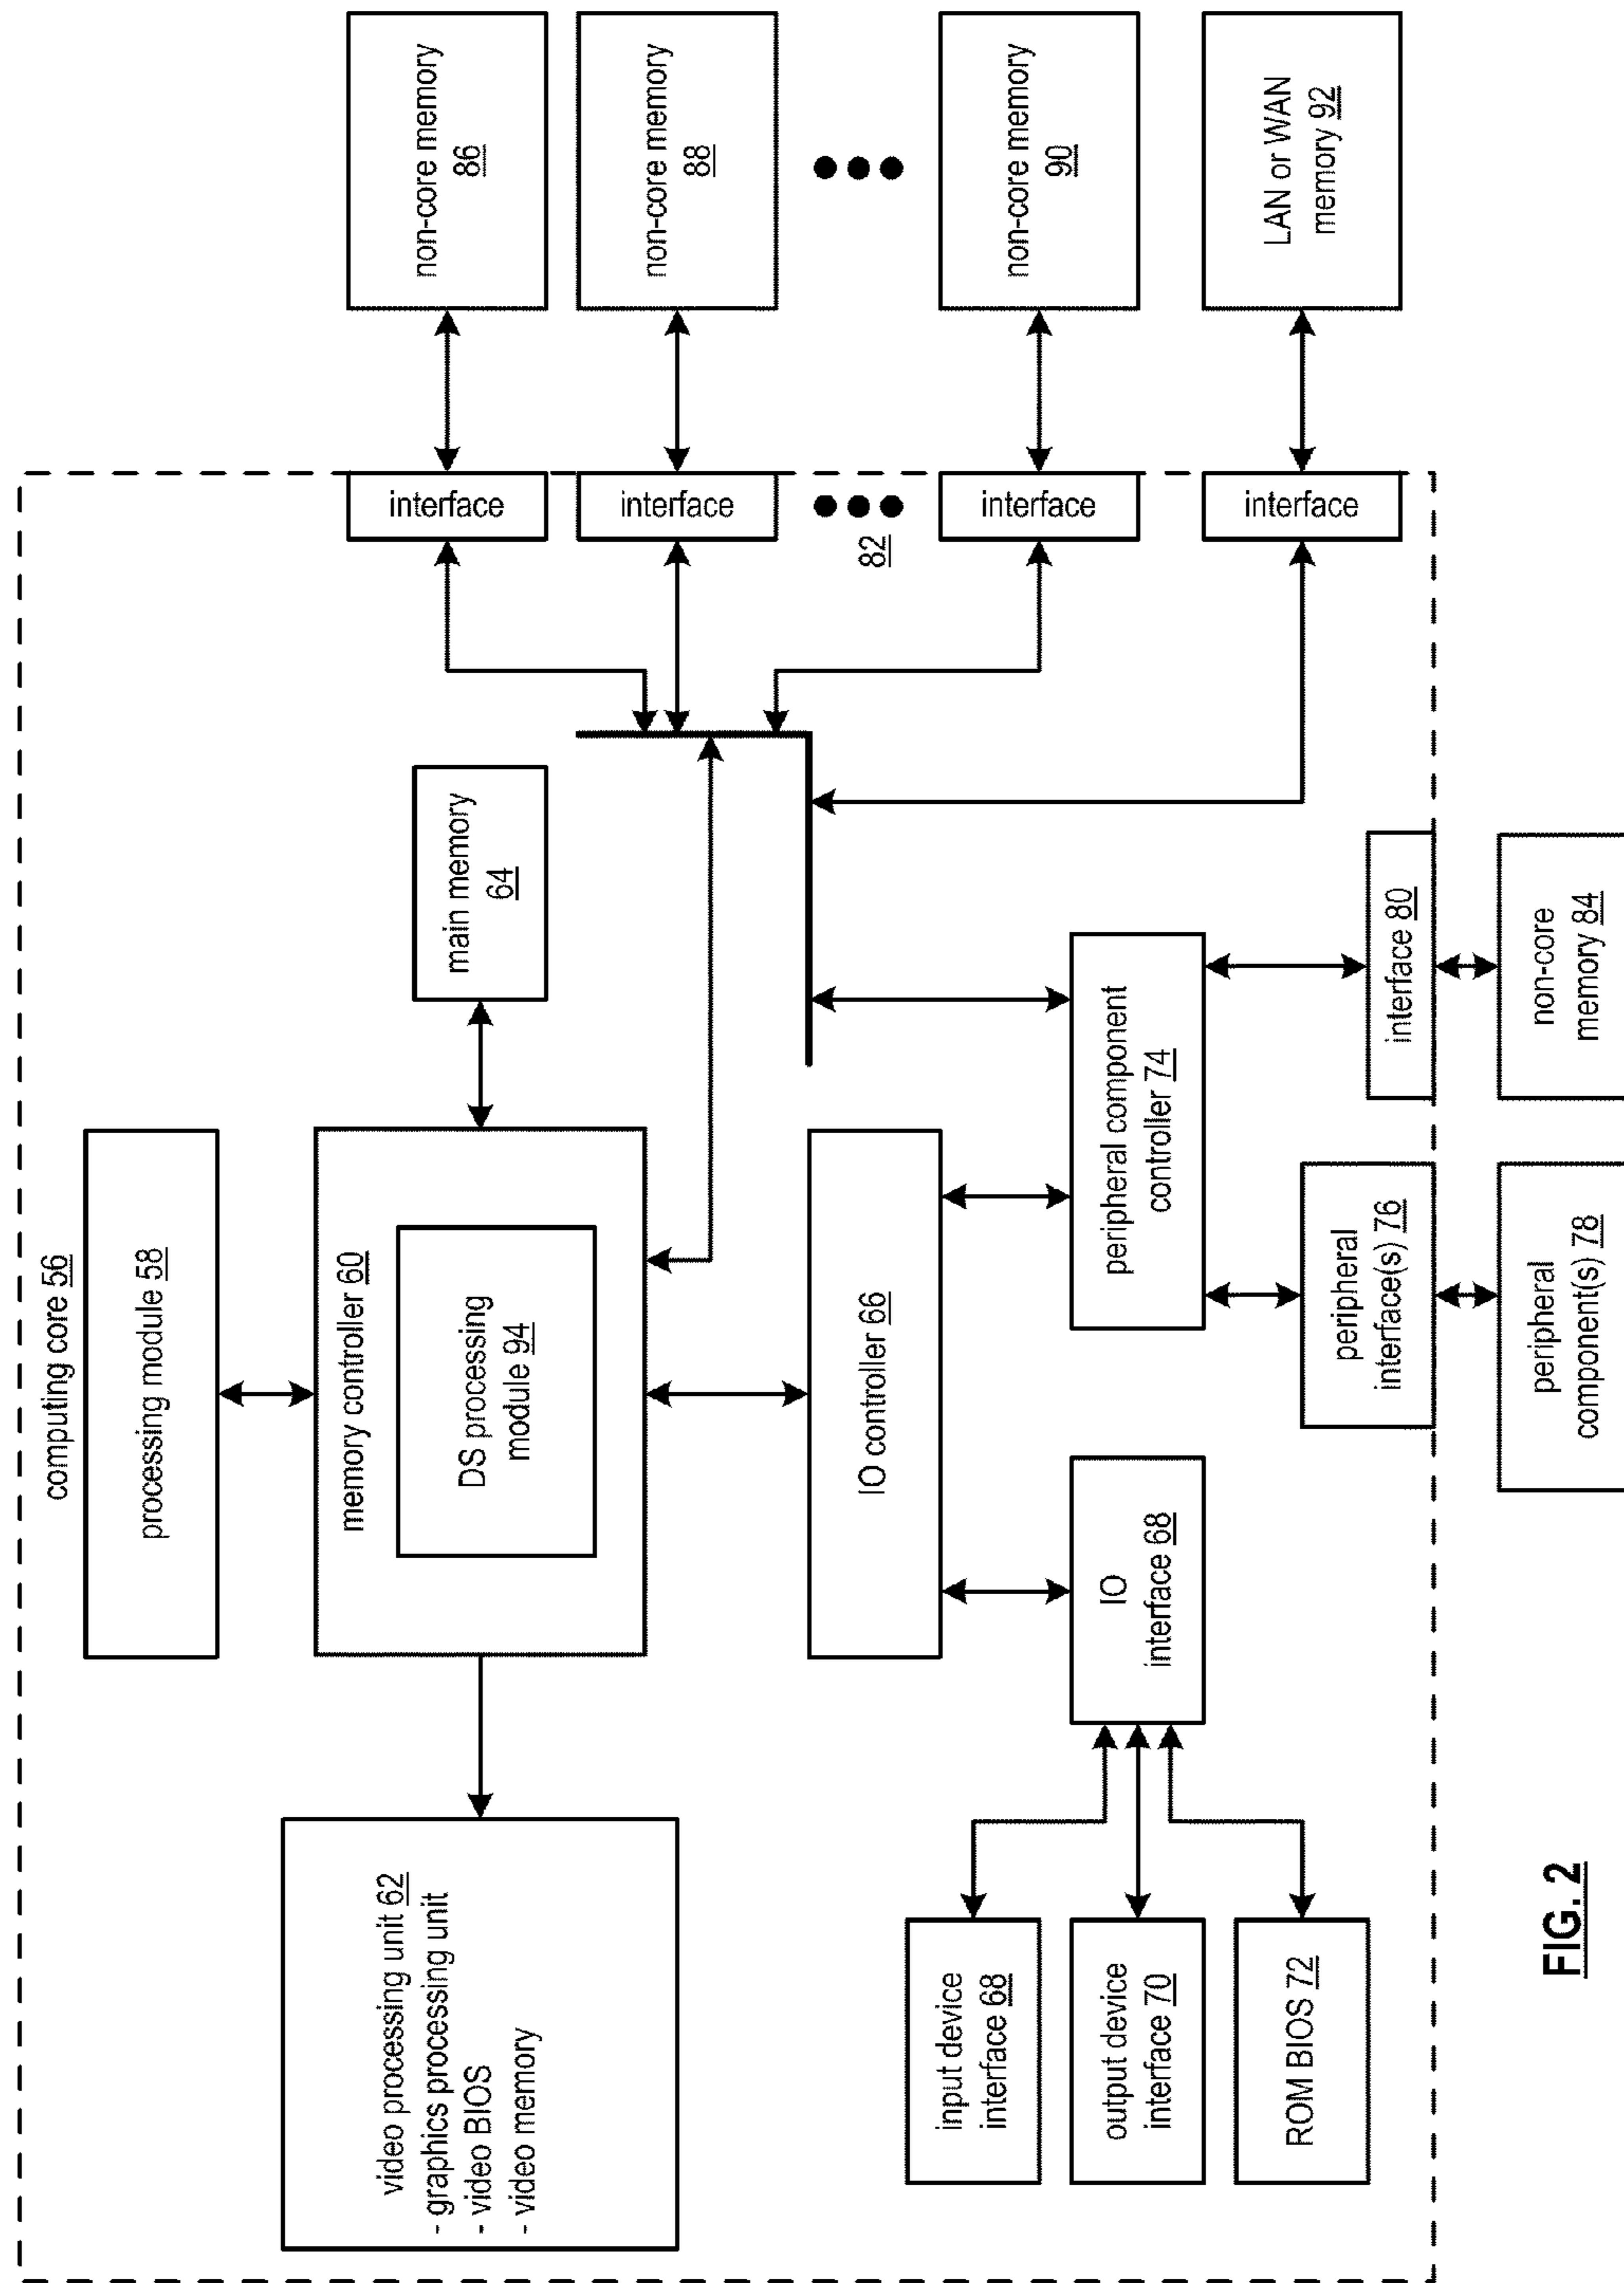 computing core 56
processing module 58
memory controller 60
DS processing
module 94
main memory
64
video processing unit 62
- graphics processing unit
- video BIOS
- video memory
IO controller 66
IO
interface 68
input device
interface 68
output device
interface 70
ROM BIOS 72
peripheral component
controller 74
peripheral
interface(s) 76
interface 80
peripheral
component(s) 78
non-core
memory 84
interface
interface
82
interface
interface
non-core memory
86
non-core memory
88
non-core memory
90
LAN or WAN
memory 92
FIG. 2